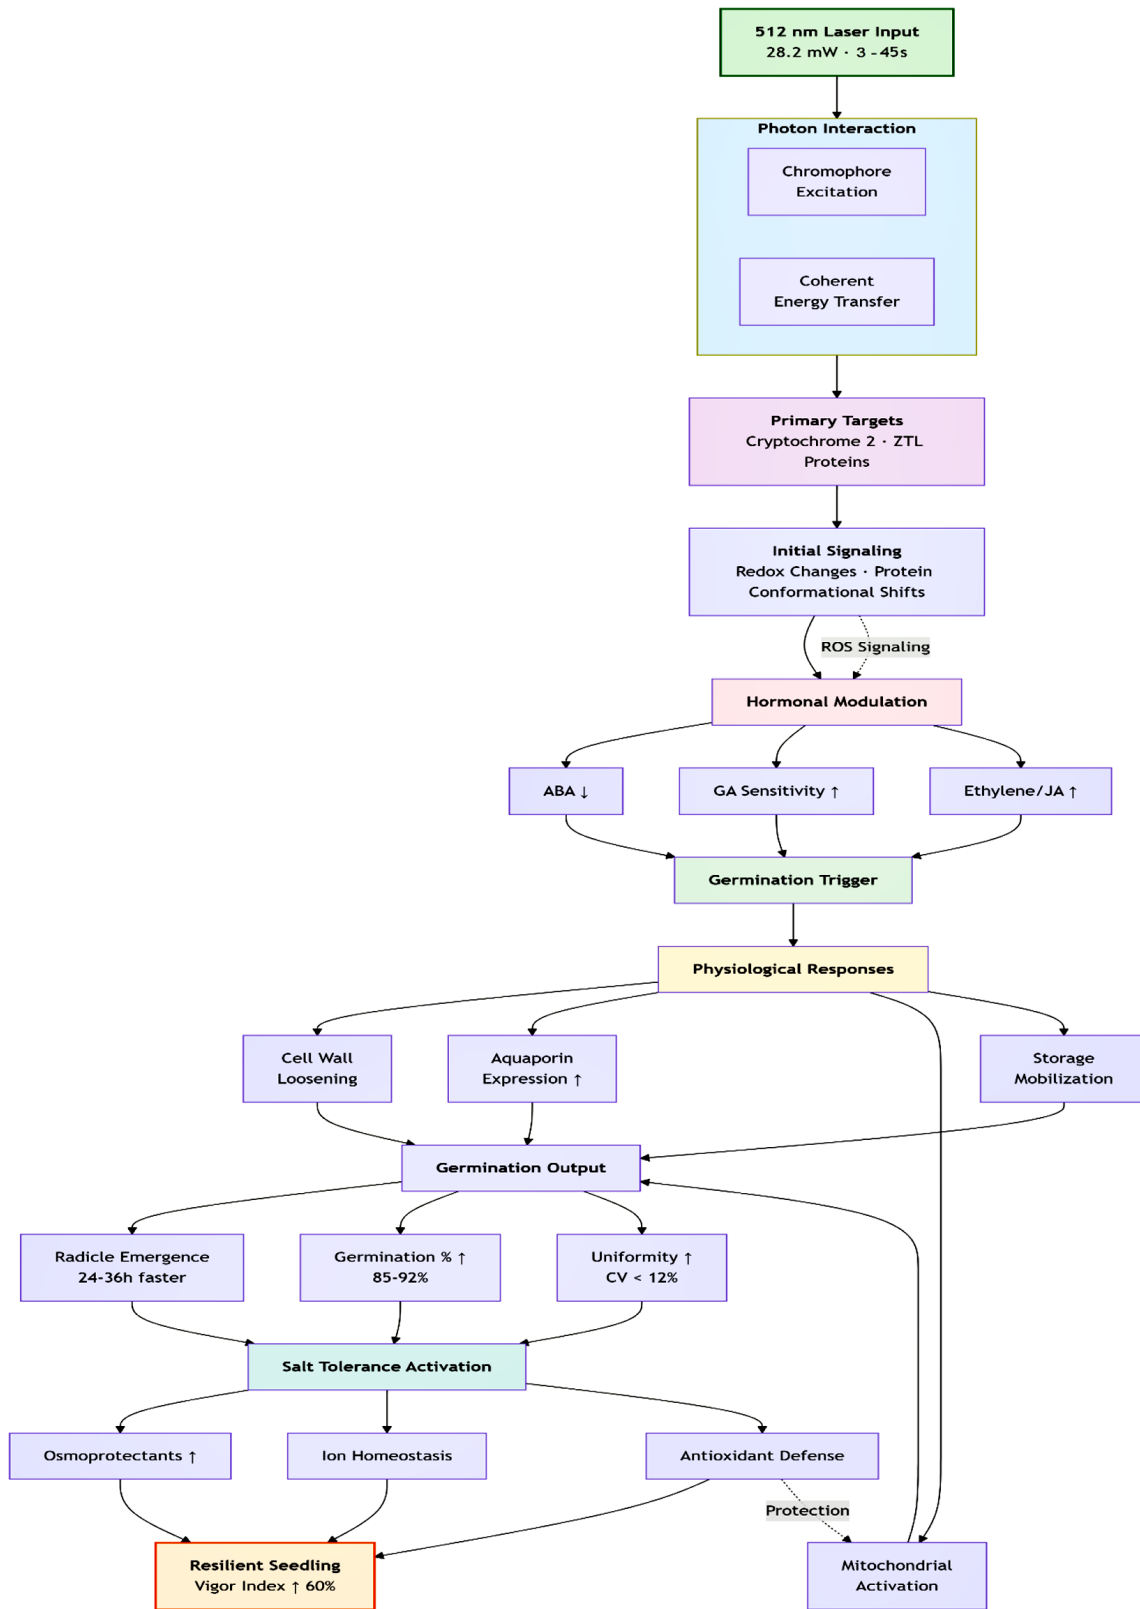 512 nm Laser Input
28.2 mW · 3 -45s
Photon Interaction
Chromophore
Excitation
Coherent
Energy Transfer
Primary Targets
Cryptochrome 2 · ZTL
Proteins
Initial Signaling
Redox Changes · Protein
Conformational Shifts
ROS Signaling
Hormonal Modulation
ABA ↓
GA Sensitivity ↑
Ethylene/JA ↑
Germination Trigger
Physiological Responses
Cell Wall
Loosening
Aquaporin
Expression ↑
Storage
Mobilization
Germination Output
Radicle Emergence
24-36h faster
Germination % ↑
85-92%
Uniformity ↑
CV < 12%
Salt Tolerance Activation
Osmoprotectants ↑
Ion Homeostasis
Antioxidant Defense
Protection
Resilient Seedling
Vigor Index ↑ 60%
Mitochondrial
Activation